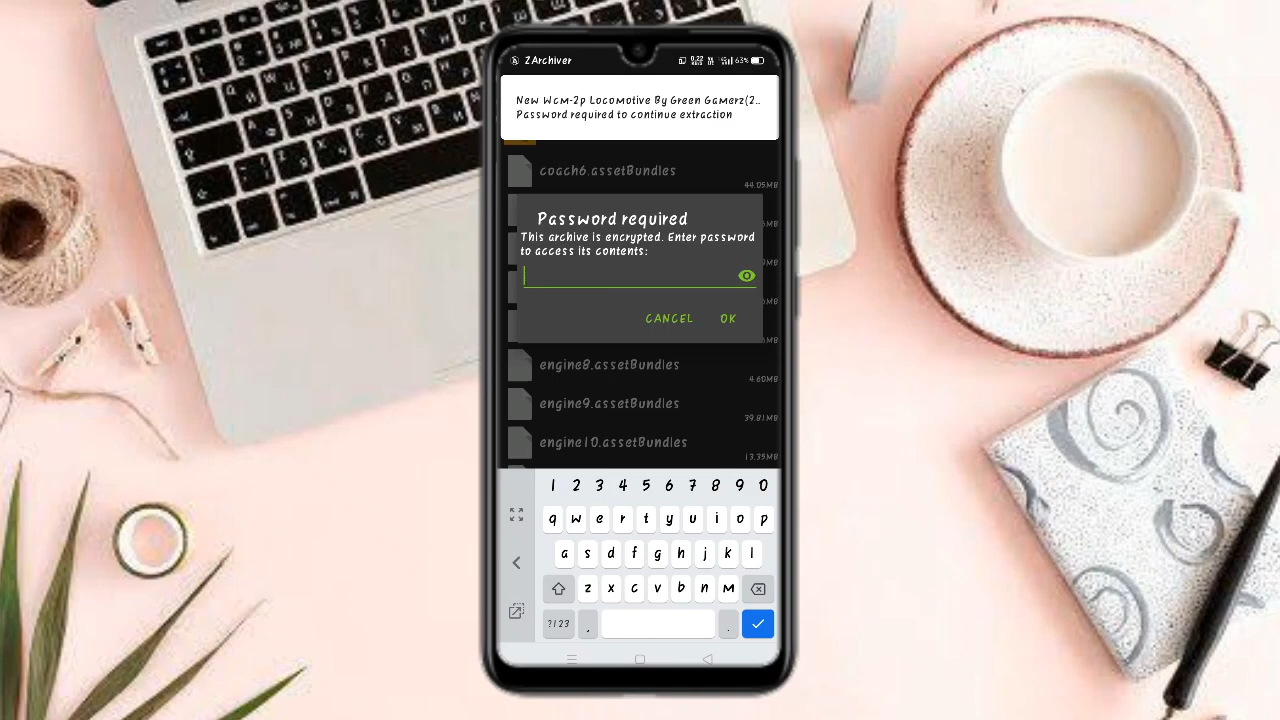 ZArchiver
63%
New Wcm-2p Locomotive By Green Gamerz(2..
Password required to continue extraction
coach6.assetBundles
44.05MB
Password required
This archive is encrypted. Enter password
to access its contents:
CANCEL OK
engine8.assetBundles
4.60MB
engine9.assetBundles
39.81MB
engine10.assetBundles
13.35MB
1 2 3 4 5 6 7 8 9 0
q w e r t y u i o p
a s d f g h j k l
z x c v b n m
?123 , .